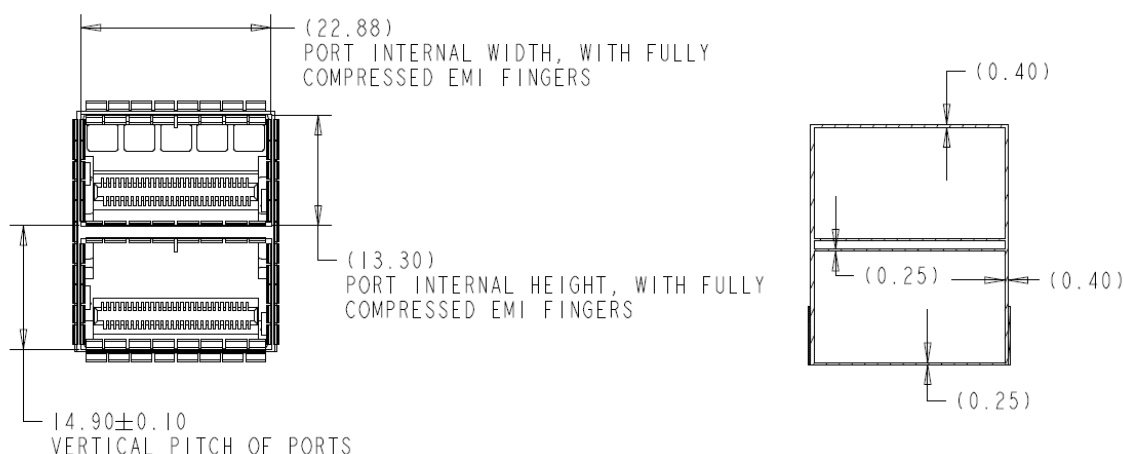 (22.88)
PORT INTERNAL WIDTH, WITH FULLY
COMPRESSED EMI FINGERS
(0.40)
(13.30)
PORT INTERNAL HEIGHT, WITH FULLY
COMPRESSED EMI FINGERS
(0.25)
(0.40)
(0.25)
14.90±0.10
VERTICAL PITCH OF PORTS